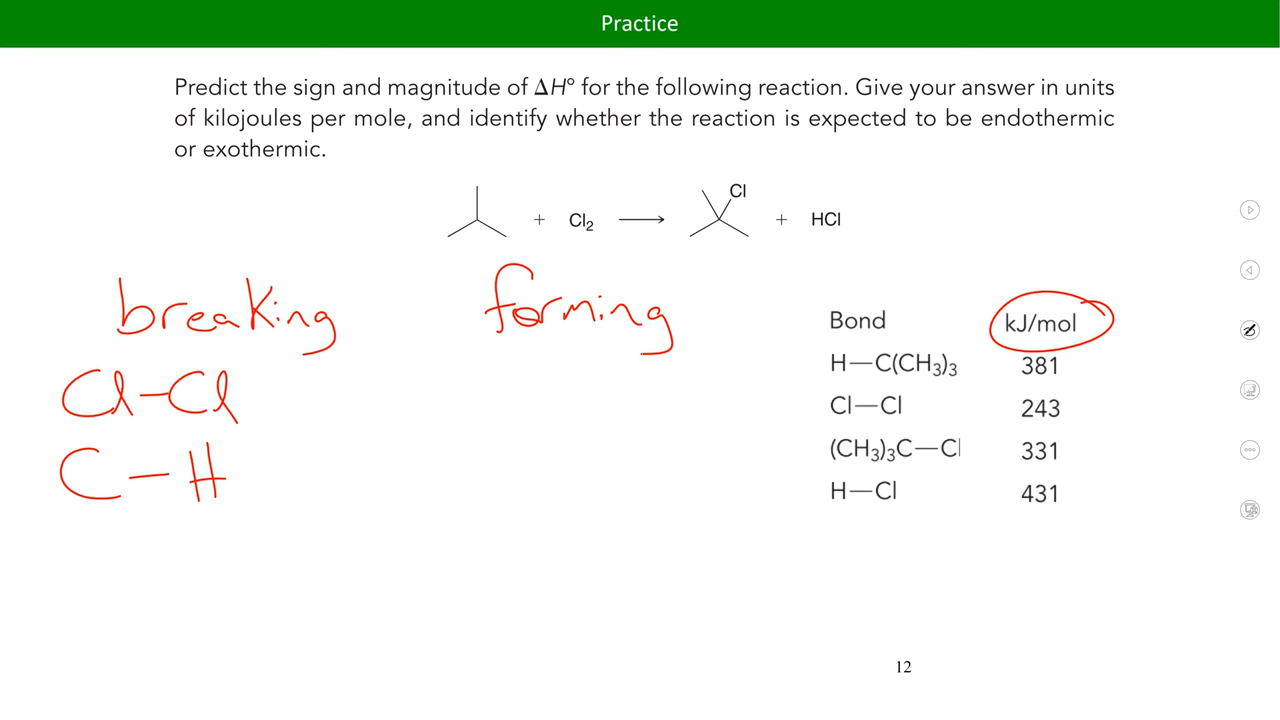 Practice
Predict the sign and magnitude of ΔH° for the following reaction. Give your answer in units
of kilojoules per mole, and identify whether the reaction is expected to be endothermic
or exothermic.
Cl
+ Cl₂ ⟶ + HCl
breaking forming
Cl–Cl
C–H
Bond kJ/mol
H—C(CH₃)₃ 381
Cl—Cl 243
(CH₃)₃C—Cl 331
H—Cl 431
12